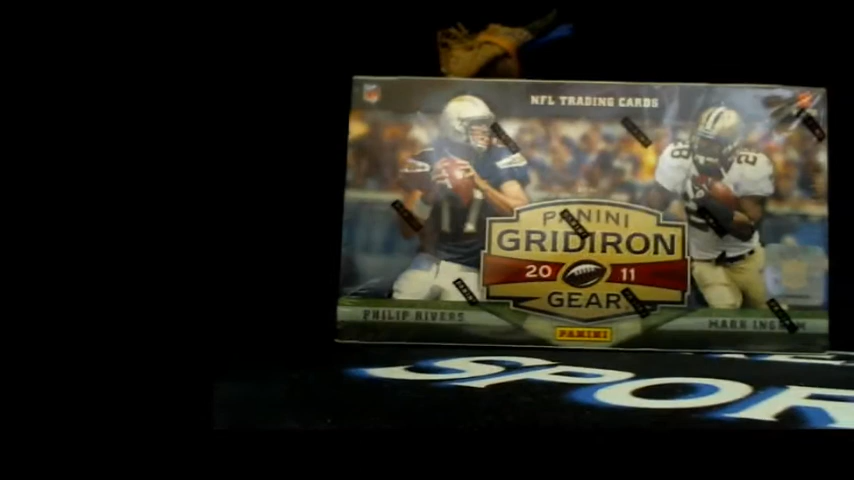 NFL TRADING CARDS
PANINI
GRIDIRON
20 11
GEAR
PHILIP RIVERS
MARK INGRAM
PANINI
SPOR